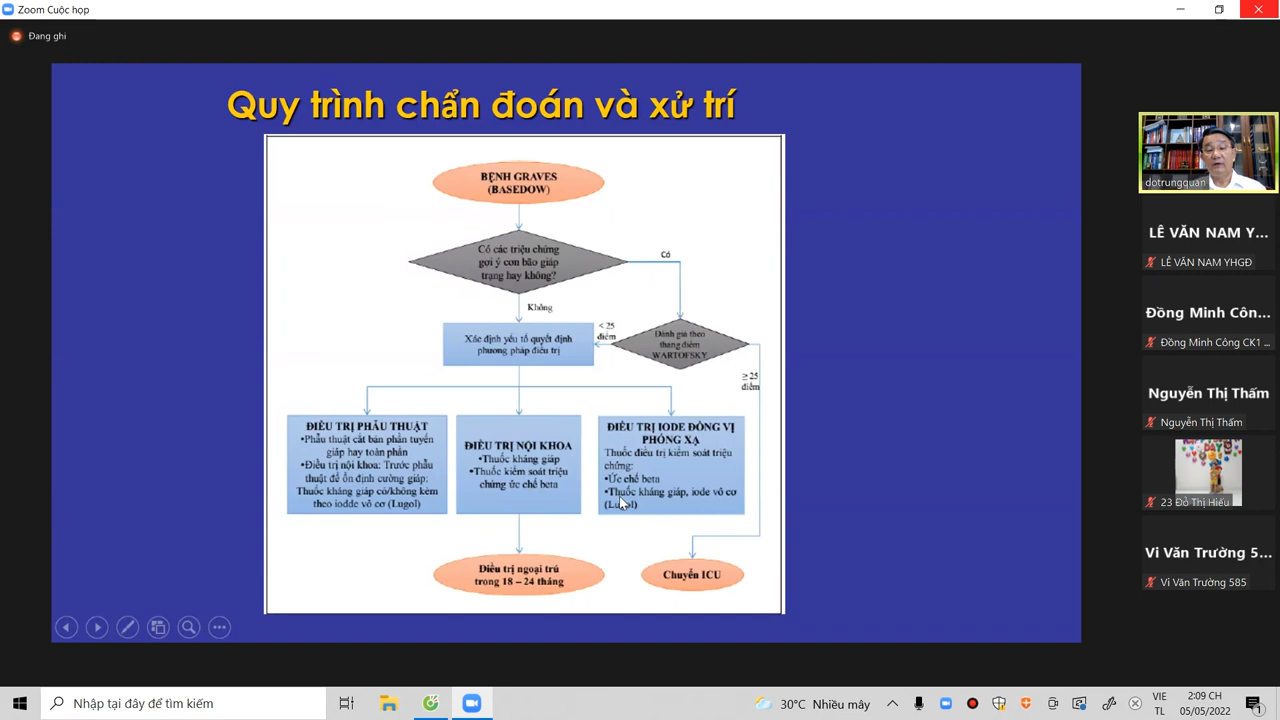 Zoom Cuộc họp
Đang ghi
Quy trình chẩn đoán và xử trí
BỆNH GRAVES
(BASEDOW)
Có các triệu chứng
gợi ý cơn bão giáp
trạng hay không?
Có
Không
Xác định yếu tố quyết định
phương pháp điều trị
< 25
điểm
Đánh giá theo
thang điểm
WARTOFSKY
≥ 25
điểm
ĐIỀU TRỊ PHẪU THUẬT
•Phẫu thuật cắt bán phần tuyến
giáp hay toàn phần
•Điều trị nội khoa: Trước phẫu
thuật để ổn định cường giáp:
Thuốc kháng giáp có/không kèm
theo iodde vô cơ (Lugol)
ĐIỀU TRỊ NỘI KHOA
•Thuốc kháng giáp
•Thuốc kiểm soát triệu
chứng ức chế beta
ĐIỀU TRỊ IODE ĐỒNG VỊ
PHÓNG XẠ
Thuốc điều trị kiểm soát triệu
chứng:
•Ức chế beta
•Thuốc kháng giáp, iode vô cơ
(Lugol)
Điều trị ngoại trú
trong 18 – 24 tháng
Chuyển ICU
dotrungquan
LÊ VĂN NAM Y...
LÊ VĂN NAM YHGĐ
Đồng Minh Côn...
Đồng Minh Công CK1 ...
Nguyễn Thị Thấm
Nguyễn Thị Thấm
23 Đỗ Thị Hiếu
Vi Văn Trường 5...
Vi Văn Trường 585
Nhập tại đây để tìm kiếm
30°C Nhiều mây
VIE
TL
2:09 CH
05/05/2022
1